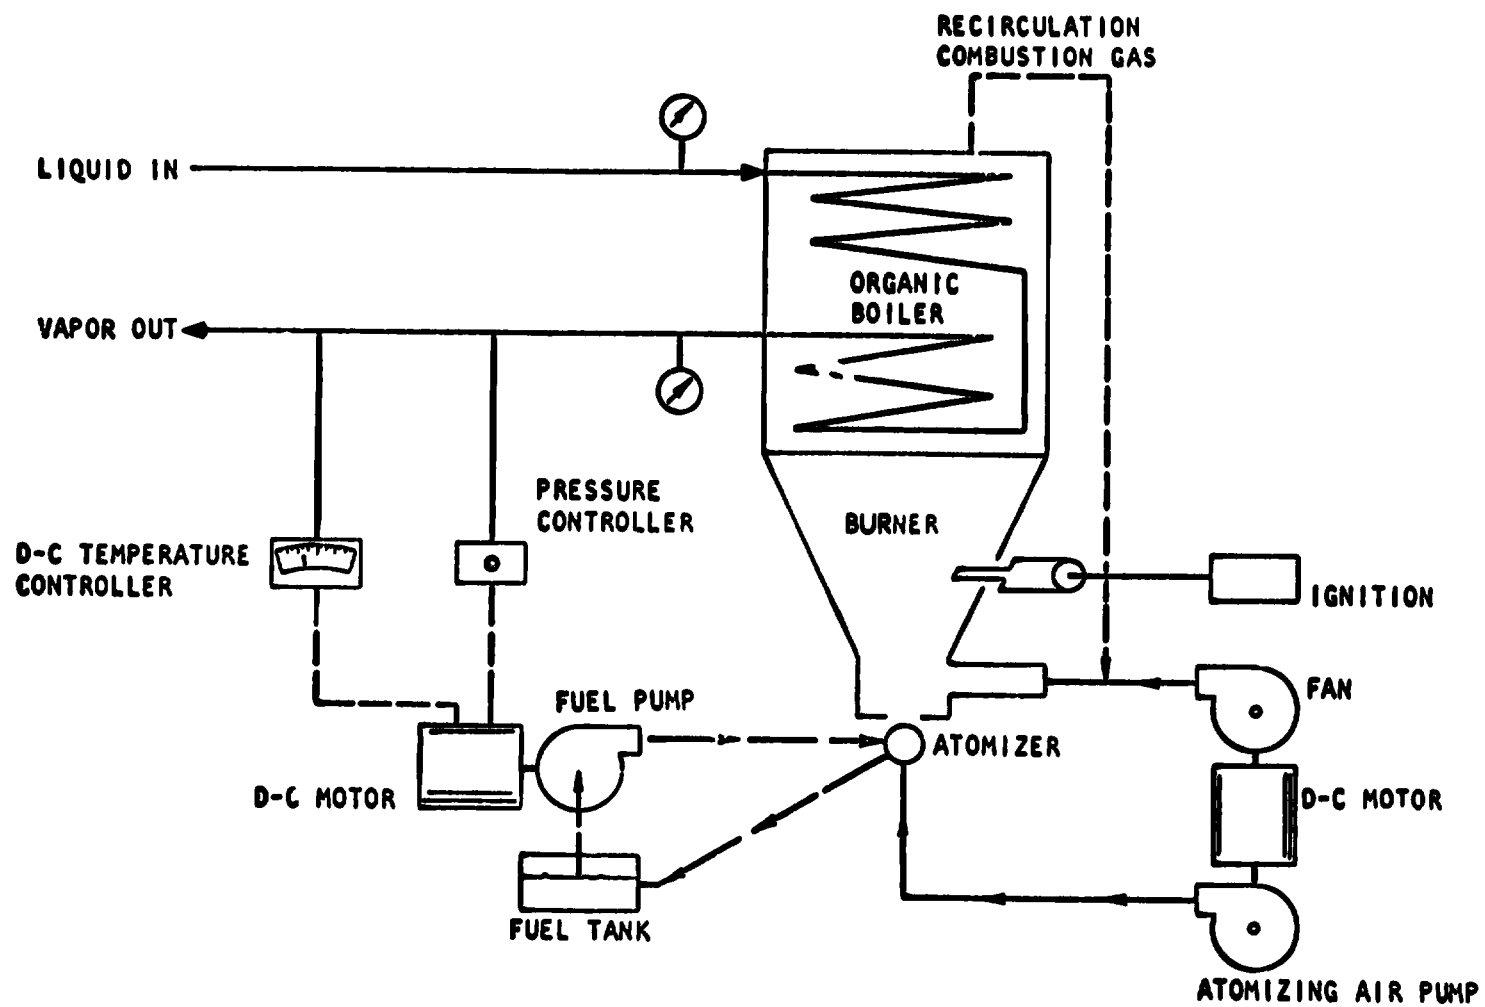 RECIRCULATION
COMBUSTION GAS
LIQUID IN
ORGANIC
BOILER
VAPOR OUT
PRESSURE
CONTROLLER
BURNER
D-C TEMPERATURE
CONTROLLER
IGNITION
FUEL PUMP
FAN
ATOMIZER
D-C MOTOR
D-C MOTOR
FUEL TANK
ATOMIZING AIR PUMP